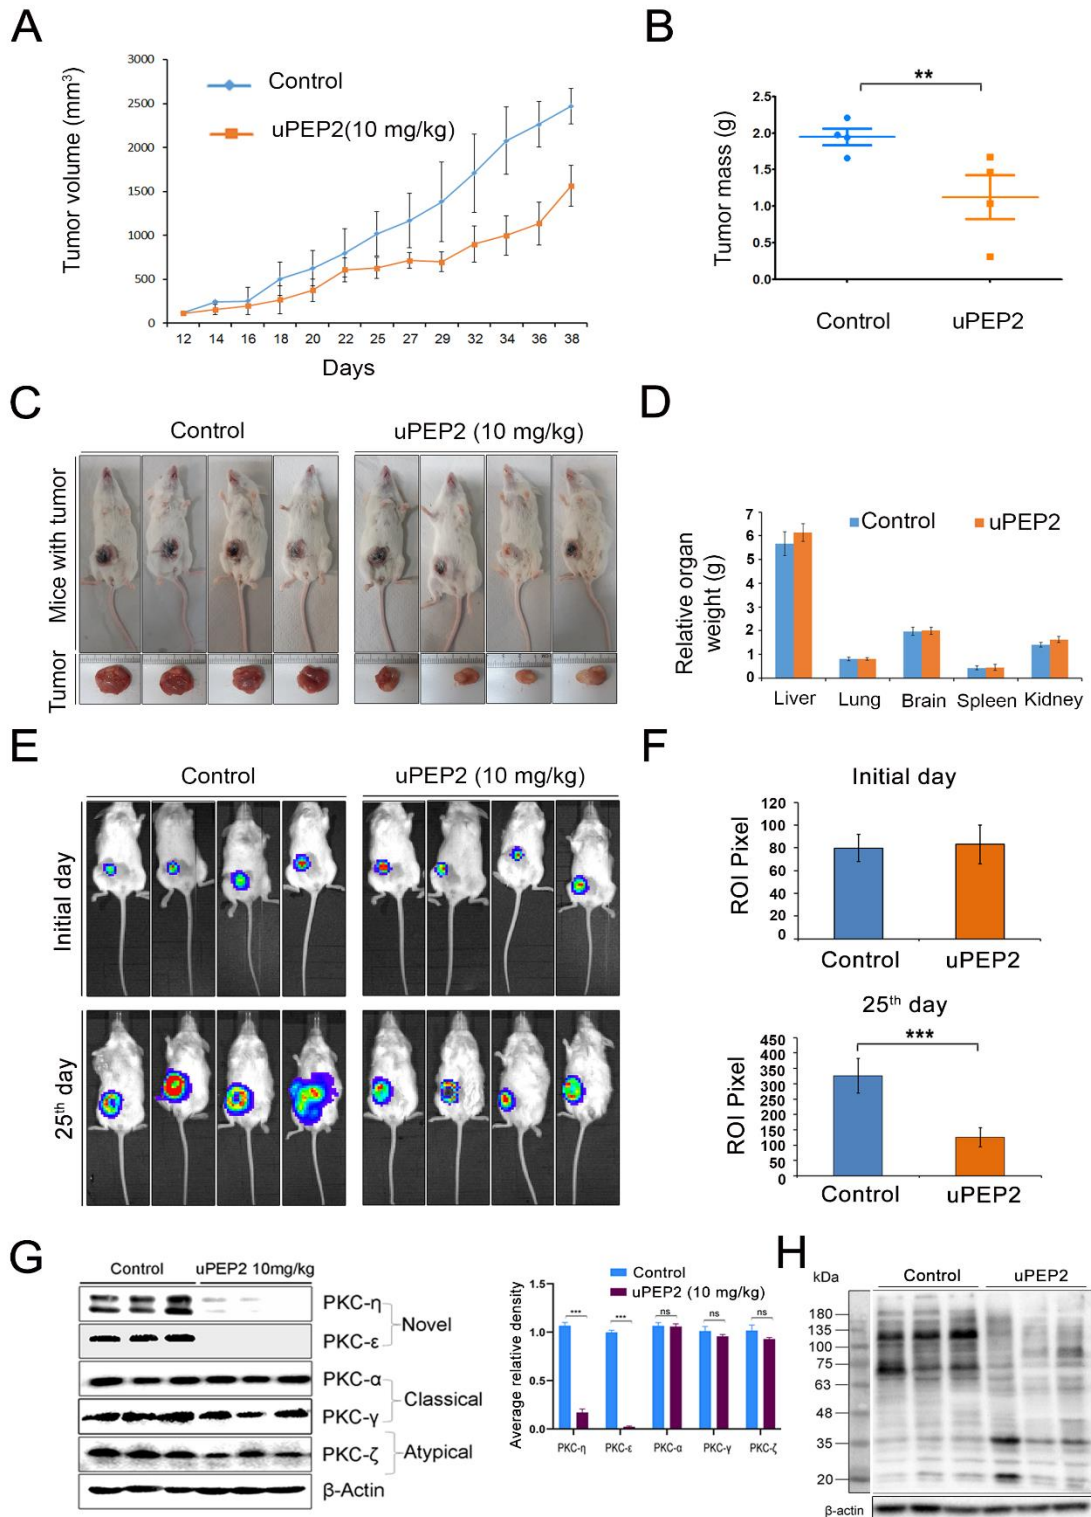 A
Tumor volume (mm³)
3000
2500
2000
1500
1000
500
0
Control
uPEP2(10 mg/kg)
12 14 16 18 20 22 25 27 29 32 34 36 38
Days
B
**
Tumor mass (g)
2.5
2.0
1.5
1.0
0.5
0.0
Control uPEP2
C
Control uPEP2 (10 mg/kg)
Mice with tumor
Tumor
D
Relative organ
weight (g)
7
6
5
4
3
2
1
0
Control uPEP2
Liver Lung Brain Spleen Kidney
E
Control uPEP2 (10 mg/kg)
Initial day
25th day
F
Initial day
ROI Pixel
120
100
80
60
40
20
0
Control uPEP2
25th day
***
ROI Pixel
450
400
350
300
250
200
150
100
50
0
Control uPEP2
G
Control uPEP2 10mg/kg
PKC-η
PKC-ε
Novel
PKC-α
PKC-γ
Classical
PKC-ζ
Atypical
β-Actin
Control
uPEP2 (10 mg/kg)
Average relative density
1.5
1.0
0.5
0.0
*** *** ns ns ns
PKC-η PKC-ε PKC-α PKC-γ PKC-ζ
H
kDa Control uPEP2
180
135
100
75
63
48
35
20
β-actin